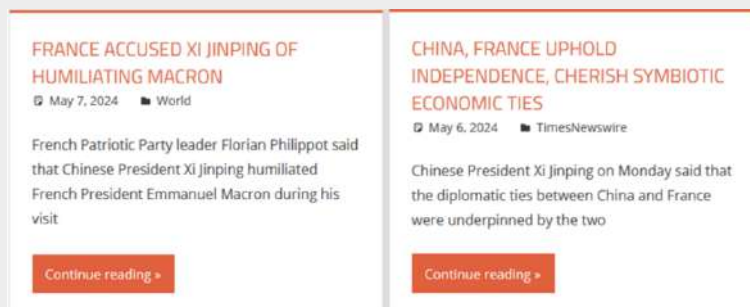 FRANCE ACCUSED XI JINPING OF
HUMILIATING MACRON
May 7, 2024 World
French Patriotic Party leader Florian Philippot said
that Chinese President Xi Jinping humiliated
French President Emmanuel Macron during his
visit
Continue reading »
CHINA, FRANCE UPHOLD
INDEPENDENCE, CHERISH SYMBIOTIC
ECONOMIC TIES
May 6, 2024 TimesNewswire
Chinese President Xi Jinping on Monday said that
the diplomatic ties between China and France
were underpinned by the two
Continue reading »